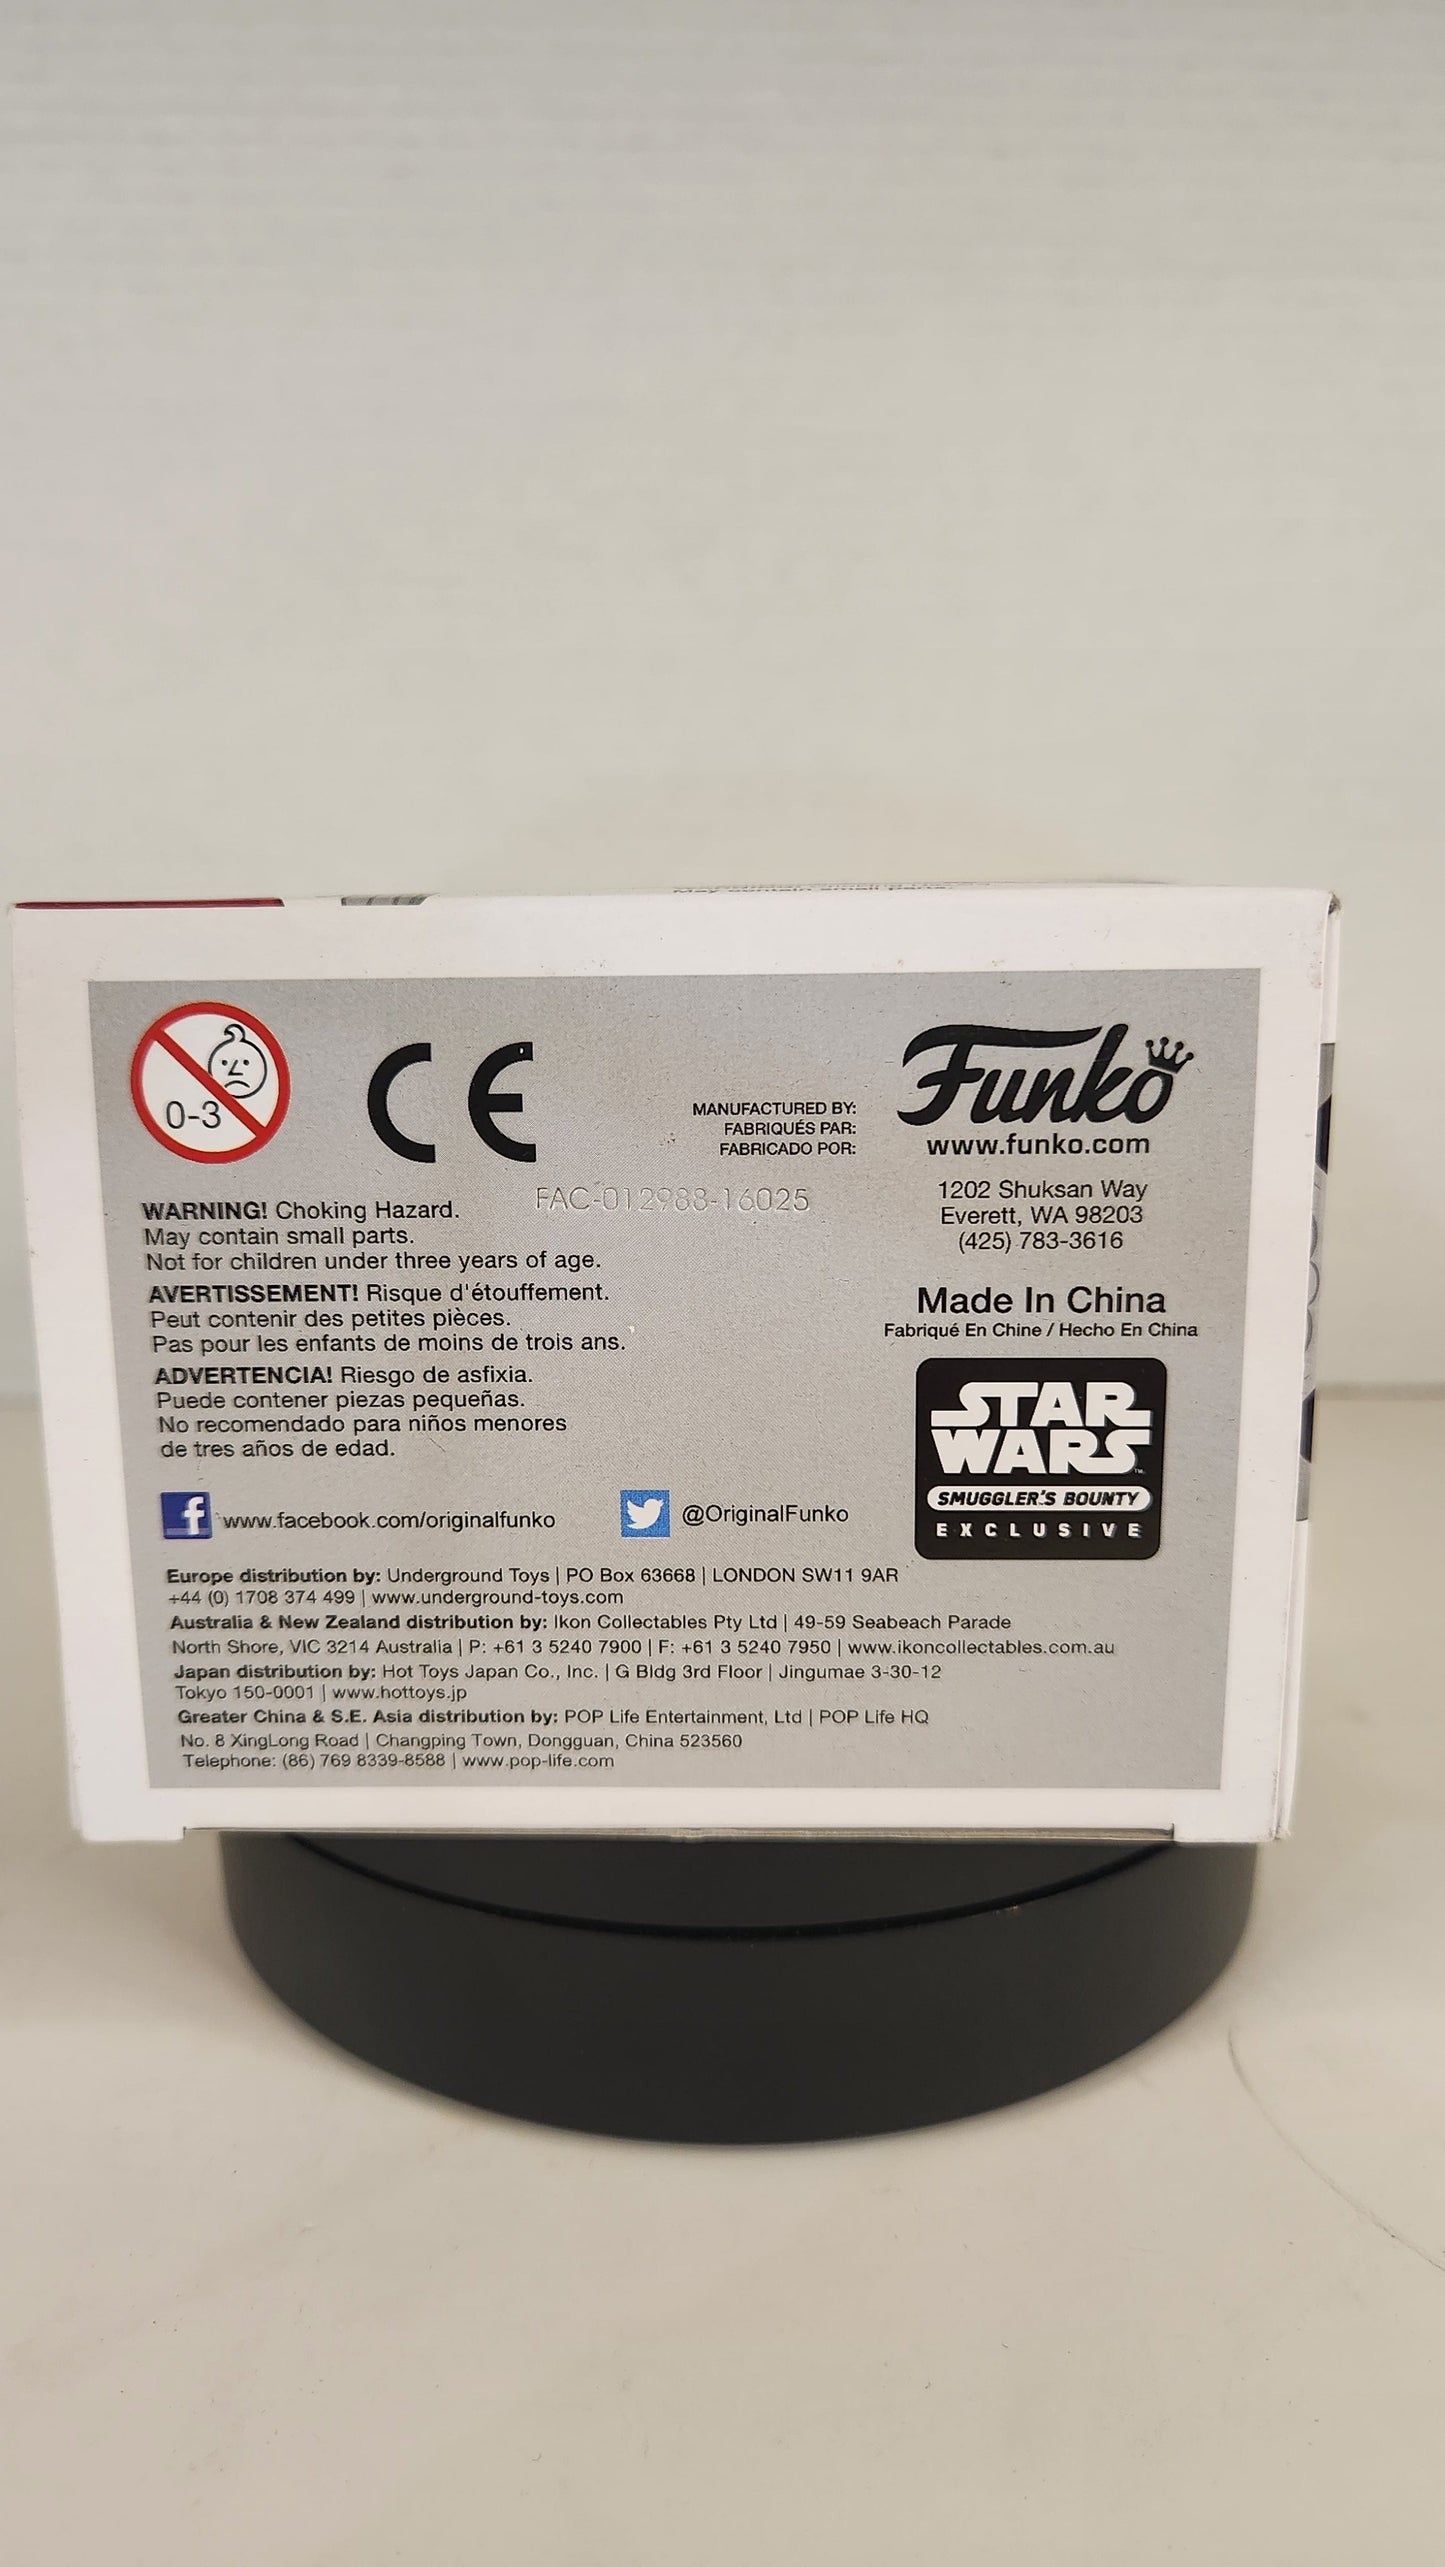 May contain small parts.
0-3
CE
MANUFACTURED BY:
FABRIQUÉS PAR:
FABRICADO POR:
Funko
www.funko.com
1202 Shuksan Way
Everett, WA 98203
(425) 783-3616
FAC-012988-16025
WARNING! Choking Hazard.
May contain small parts.
Not for children under three years of age.
AVERTISSEMENT! Risque d'étouffement.
Peut contenir des petites pièces.
Pas pour les enfants de moins de trois ans.
ADVERTENCIA! Riesgo de asfixia.
Puede contener piezas pequeñas.
No recomendado para niños menores
de tres años de edad.
Made In China
Fabriqué En Chine / Hecho En China
STAR
WARS™
SMUGGLER'S BOUNTY
EXCLUSIVE
f www.facebook.com/originalfunko
@OriginalFunko
Europe distribution by: Underground Toys | PO Box 63668 | LONDON SW11 9AR
+44 (0) 1708 374 499 | www.underground-toys.com
Australia & New Zealand distribution by: Ikon Collectables Pty Ltd | 49-59 Seabeach Parade
North Shore, VIC 3214 Australia | P: +61 3 5240 7900 | F: +61 3 5240 7950 | www.ikoncollectables.com.au
Japan distribution by: Hot Toys Japan Co., Inc. | G Bldg 3rd Floor | Jingumae 3-30-12
Tokyo 150-0001 | www.hottoys.jp
Greater China & S.E. Asia distribution by: POP Life Entertainment, Ltd | POP Life HQ
No. 8 XingLong Road | Changping Town, Dongguan, China 523560
Telephone: (86) 769 8339-8588 | www.pop-life.com